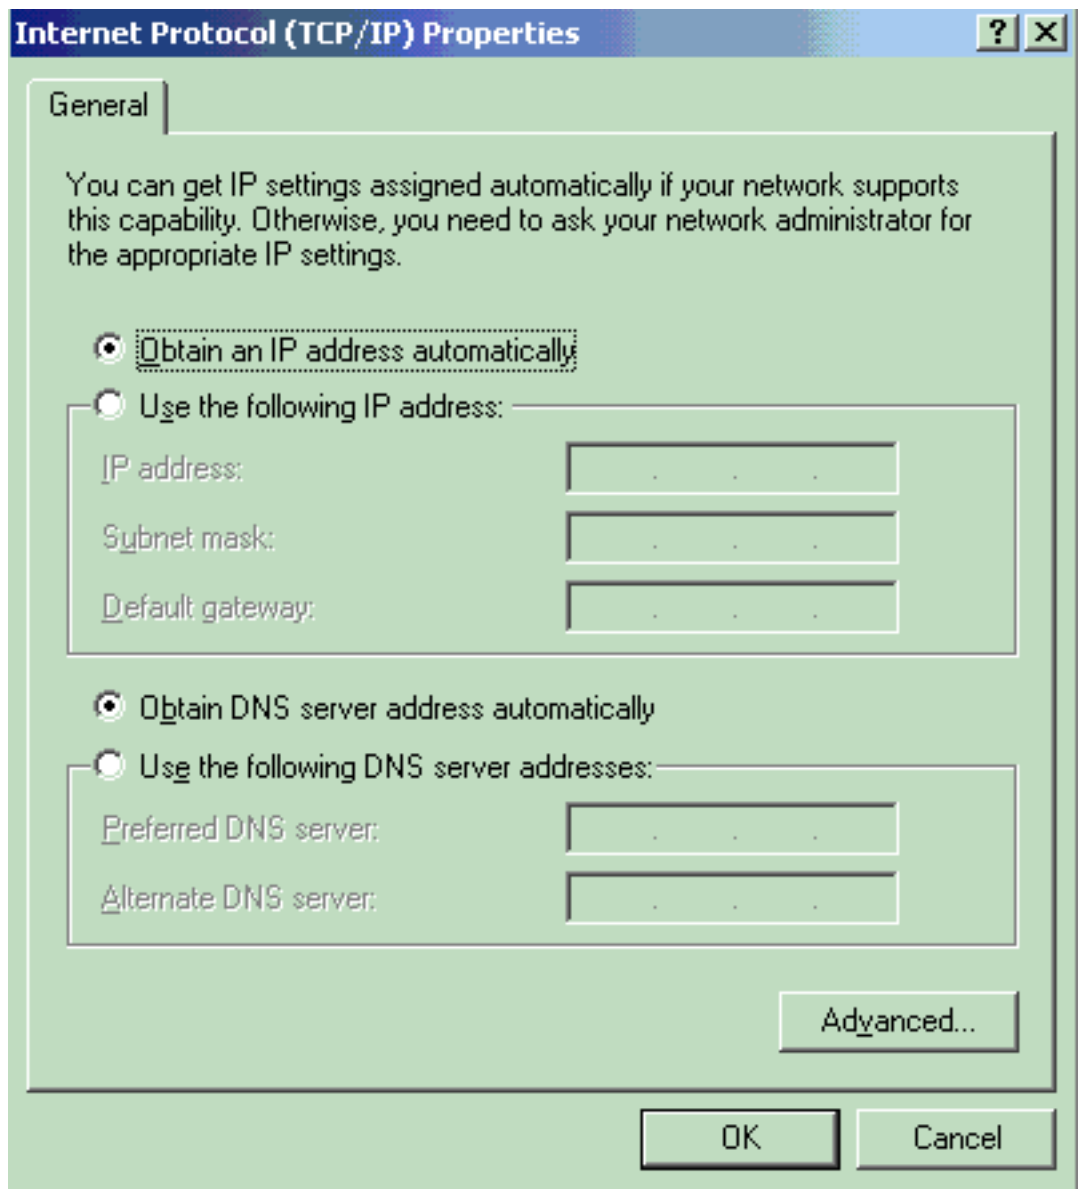 Internet Protocol (TCP/IP) Properties
General
You can get IP settings assigned automatically if your network supports
this capability. Otherwise, you need to ask your network administrator for
the appropriate IP settings.
Obtain an IP address automatically
Use the following IP address:
IP address:
Subnet mask:
Default gateway:
Obtain DNS server address automatically
Use the following DNS server addresses:
Preferred DNS server:
Alternate DNS server:
Advanced...
OK
Cancel